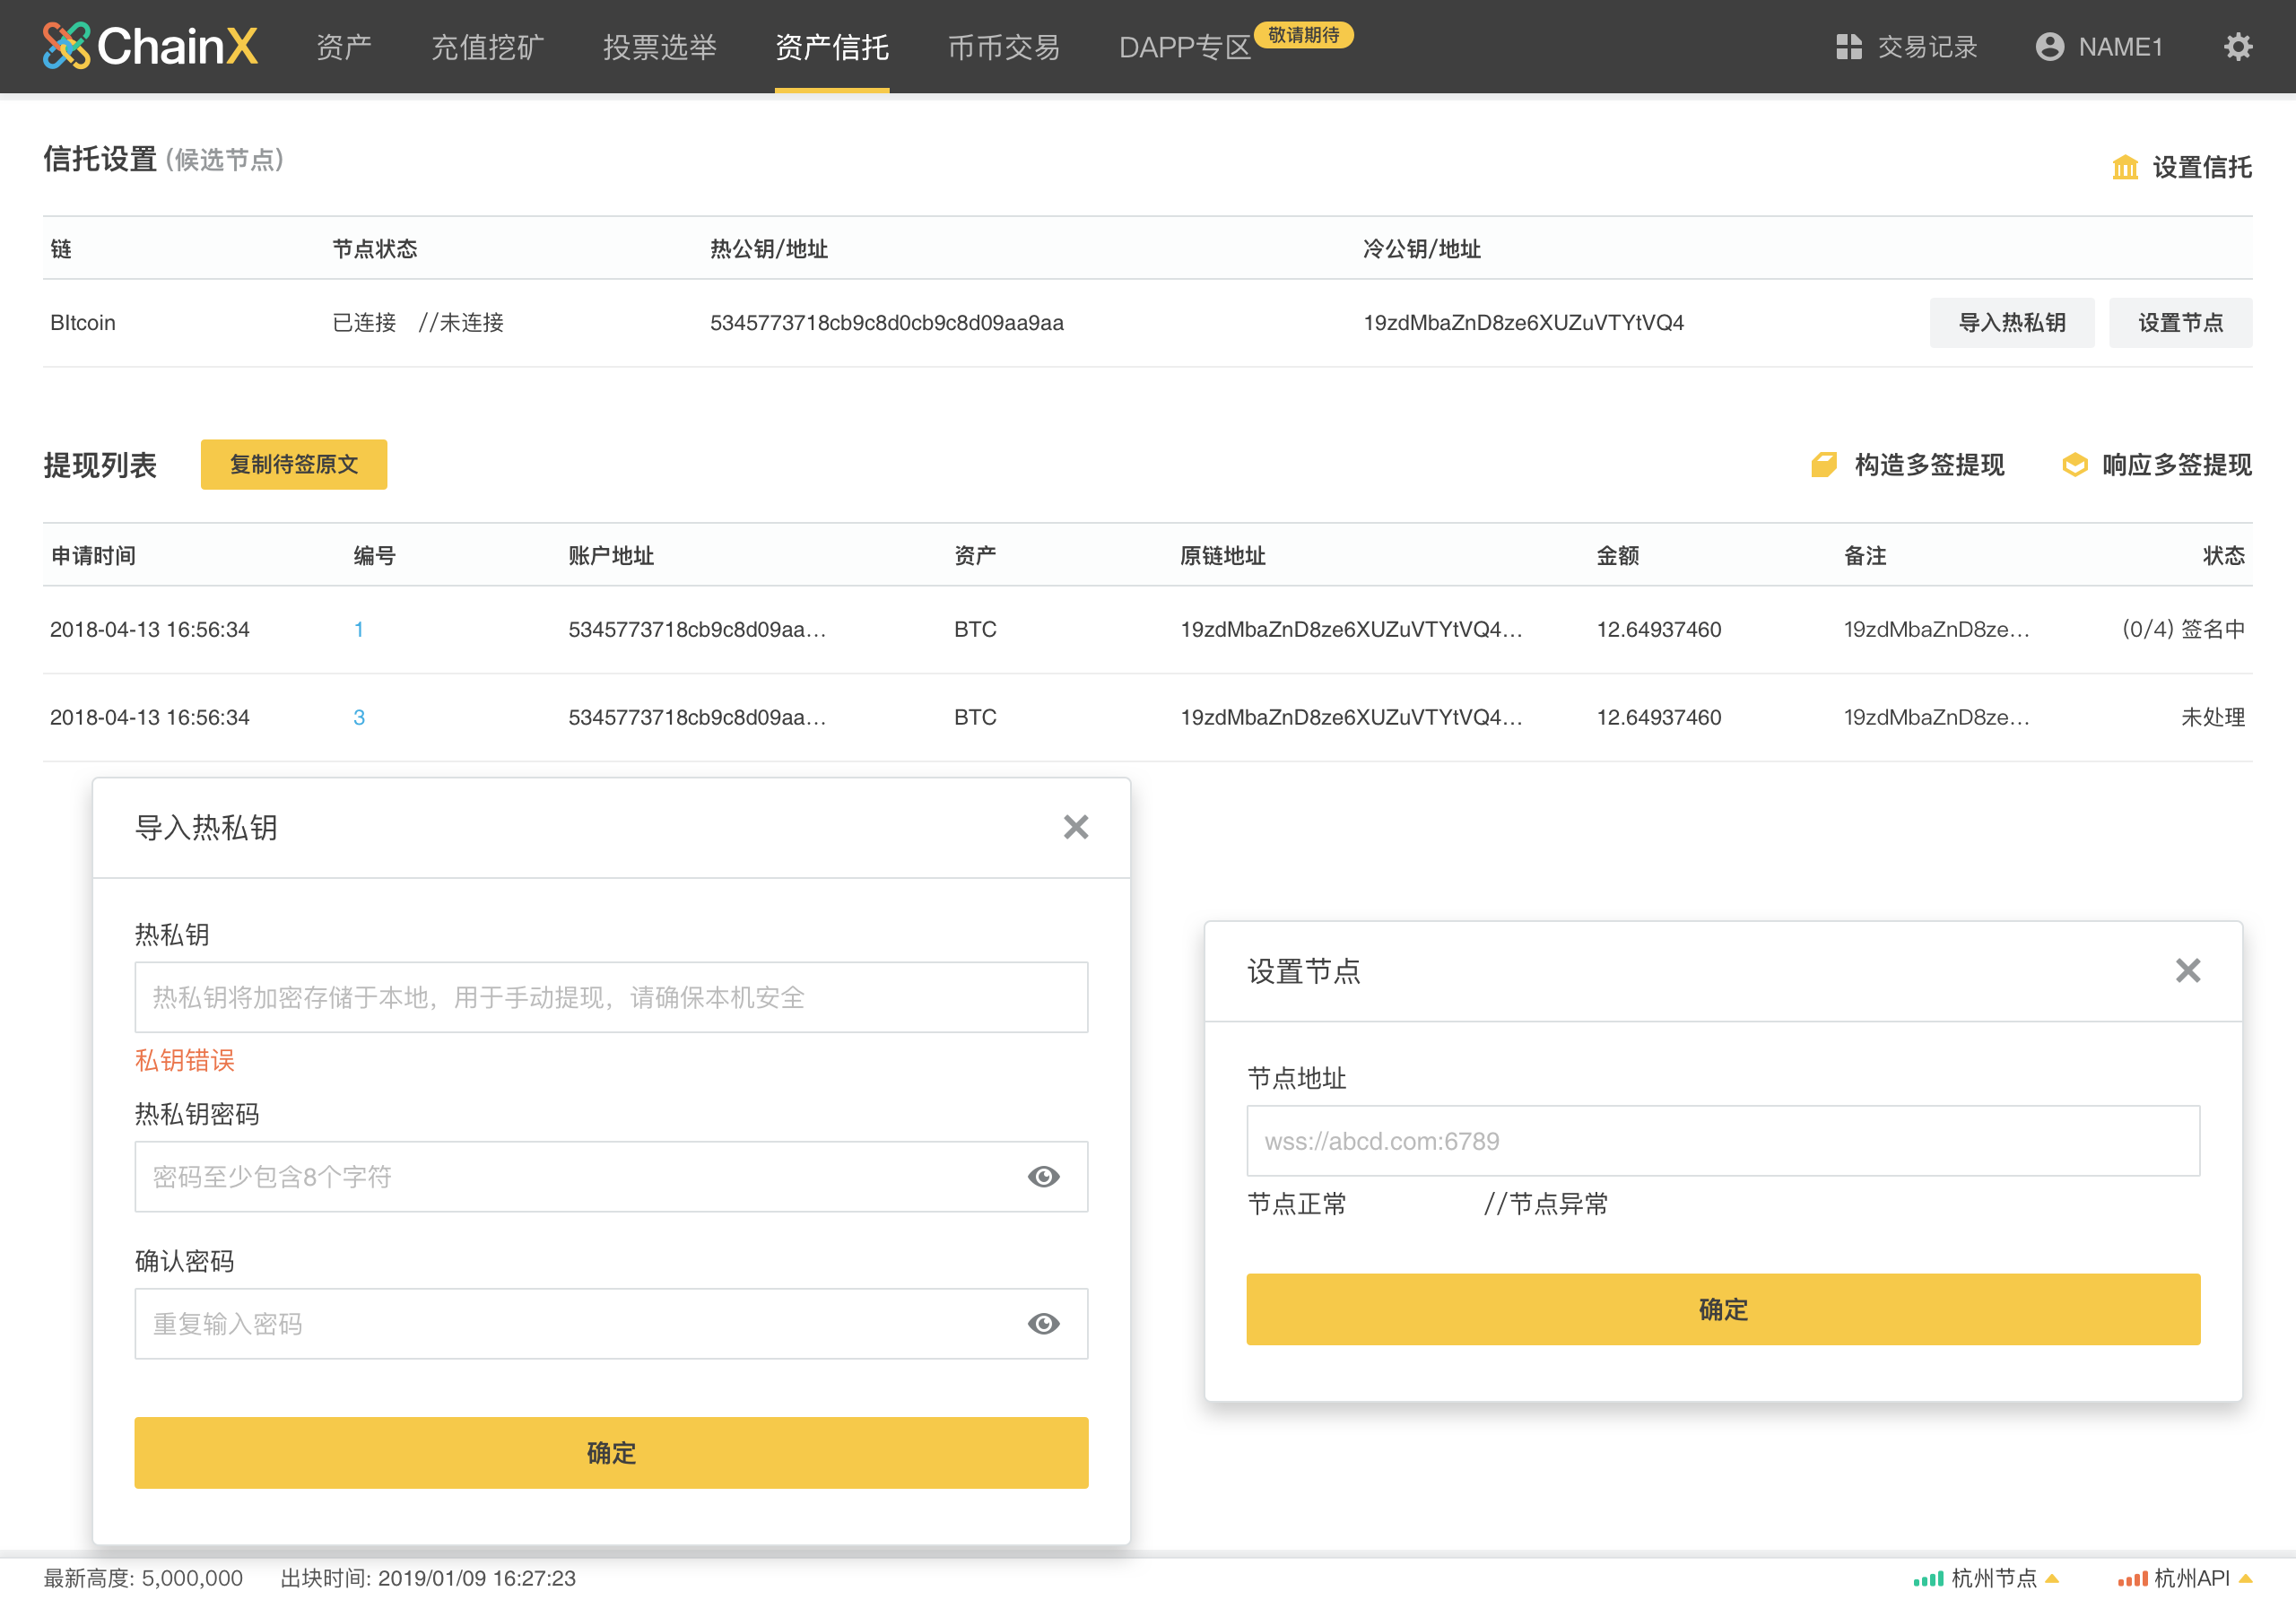 ChainX 资产 充值挖矿 投票选举 资产信托 币币交易 DAPP专区 敬请期待 交易记录 NAME1
信托设置 (候选节点) 设置信托
链 节点状态 热公钥/地址 冷公钥/地址
BItcoin 已连接 //未连接 5345773718cb9c8d0cb9c8d09aa9aa 19zdMbaZnD8ze6XUZuVTYtVQ4 导入热私钥 设置节点
提现列表 复制待签原文 构造多签提现 响应多签提现
申请时间 编号 账户地址 资产 原链地址 金额 备注 状态
2018-04-13 16:56:34 1 5345773718cb9c8d09aa... BTC 19zdMbaZnD8ze6XUZuVTYtVQ4... 12.64937460 19zdMbaZnD8ze... (0/4) 签名中
2018-04-13 16:56:34 3 5345773718cb9c8d09aa... BTC 19zdMbaZnD8ze6XUZuVTYtVQ4... 12.64937460 19zdMbaZnD8ze... 未处理
导入热私钥
热私钥
热私钥将加密存储于本地，用于手动提现，请确保本机安全
私钥错误
热私钥密码
密码至少包含8个字符
确认密码
重复输入密码
确定
设置节点
节点地址
wss://abcd.com:6789
节点正常 //节点异常
确定
最新高度: 5,000,000 出块时间: 2019/01/09 16:27:23 杭州节点 杭州API